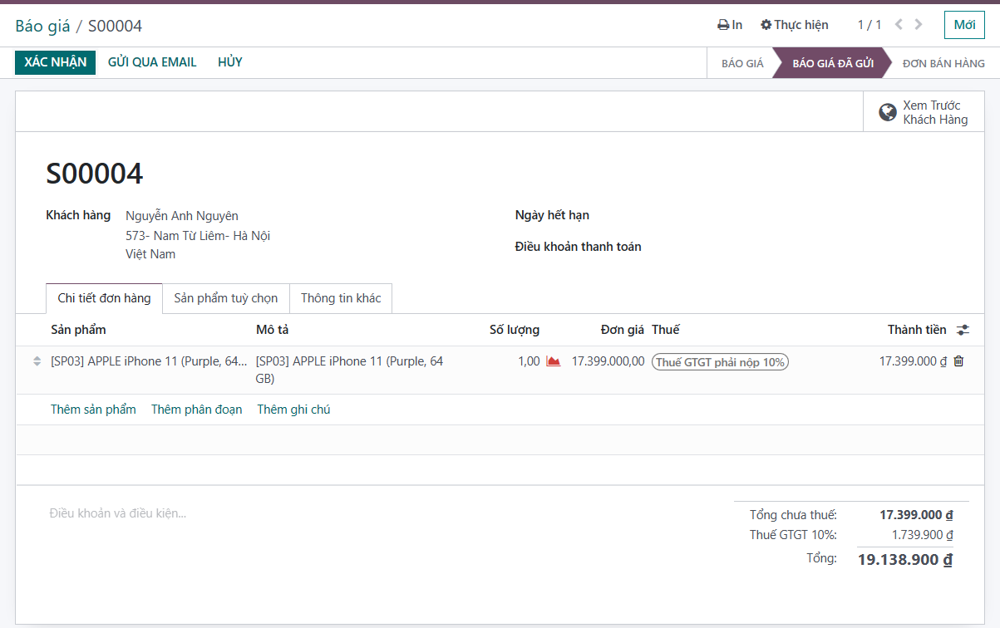 Báo giá / S00004
In
Thực hiện
1 / 1
Mới
XÁC NHẬN
GỬI QUA EMAIL
HỦY
BÁO GIÁ
BÁO GIÁ ĐÃ GỬI
ĐƠN BÁN HÀNG
Xem Trước
Khách Hàng
S00004
Khách hàng
Nguyễn Anh Nguyên
573- Nam Từ Liêm- Hà Nội
Việt Nam
Ngày hết hạn
Điều khoản thanh toán
Chi tiết đơn hàng
Sản phẩm tuỳ chọn
Thông tin khác
Sản phẩm Mô tả Số lượng Đơn giá Thuế Thành tiền
[SP03] APPLE iPhone 11 (Purple, 64... [SP03] APPLE iPhone 11 (Purple, 64 1,00 17.399.000,00 Thuế GTGT phải nộp 10% 17.399.000 ₫
GB)
Thêm sản phẩm Thêm phân đoạn Thêm ghi chú
Điều khoản và điều kiện...
Tổng chưa thuế: 17.399.000 ₫
Thuế GTGT 10%: 1.739.900 ₫
Tổng: 19.138.900 ₫